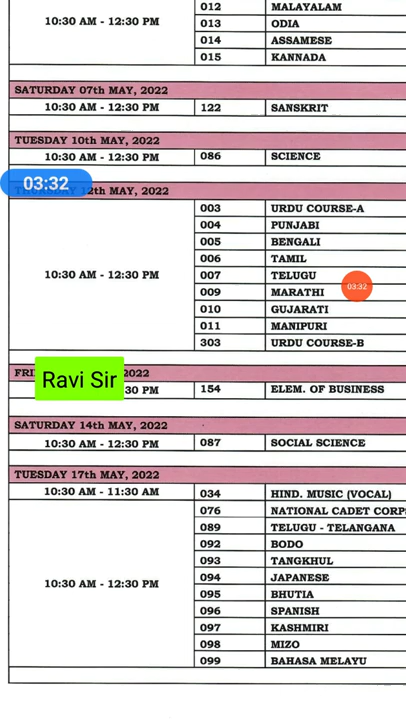 012 MALAYALAM
10:30 AM - 12:30 PM 013 ODIA
014 ASSAMESE
015 KANNADA
SATURDAY 07th MAY, 2022
10:30 AM - 12:30 PM 122 SANSKRIT
TUESDAY 10th MAY, 2022
10:30 AM - 12:30 PM 086 SCIENCE
03:32
12th MAY, 2022
003 URDU COURSE-A
004 PUNJABI
005 BENGALI
006 TAMIL
10:30 AM - 12:30 PM 007 TELUGU
03:32
009 MARATHI
010 GUJARATI
011 MANIPURI
303 URDU COURSE-B
FRI 2022
Ravi Sir
30 PM 154 ELEM. OF BUSINESS
SATURDAY 14th MAY, 2022
10:30 AM - 12:30 PM 087 SOCIAL SCIENCE
TUESDAY 17th MAY, 2022
10:30 AM - 11:30 AM 034 HIND. MUSIC (VOCAL)
076 NATIONAL CADET CORP
089 TELUGU - TELANGANA
092 BODO
093 TANGKHUL
10:30 AM - 12:30 PM 094 JAPANESE
095 BHUTIA
096 SPANISH
097 KASHMIRI
098 MIZO
099 BAHASA MELAYU